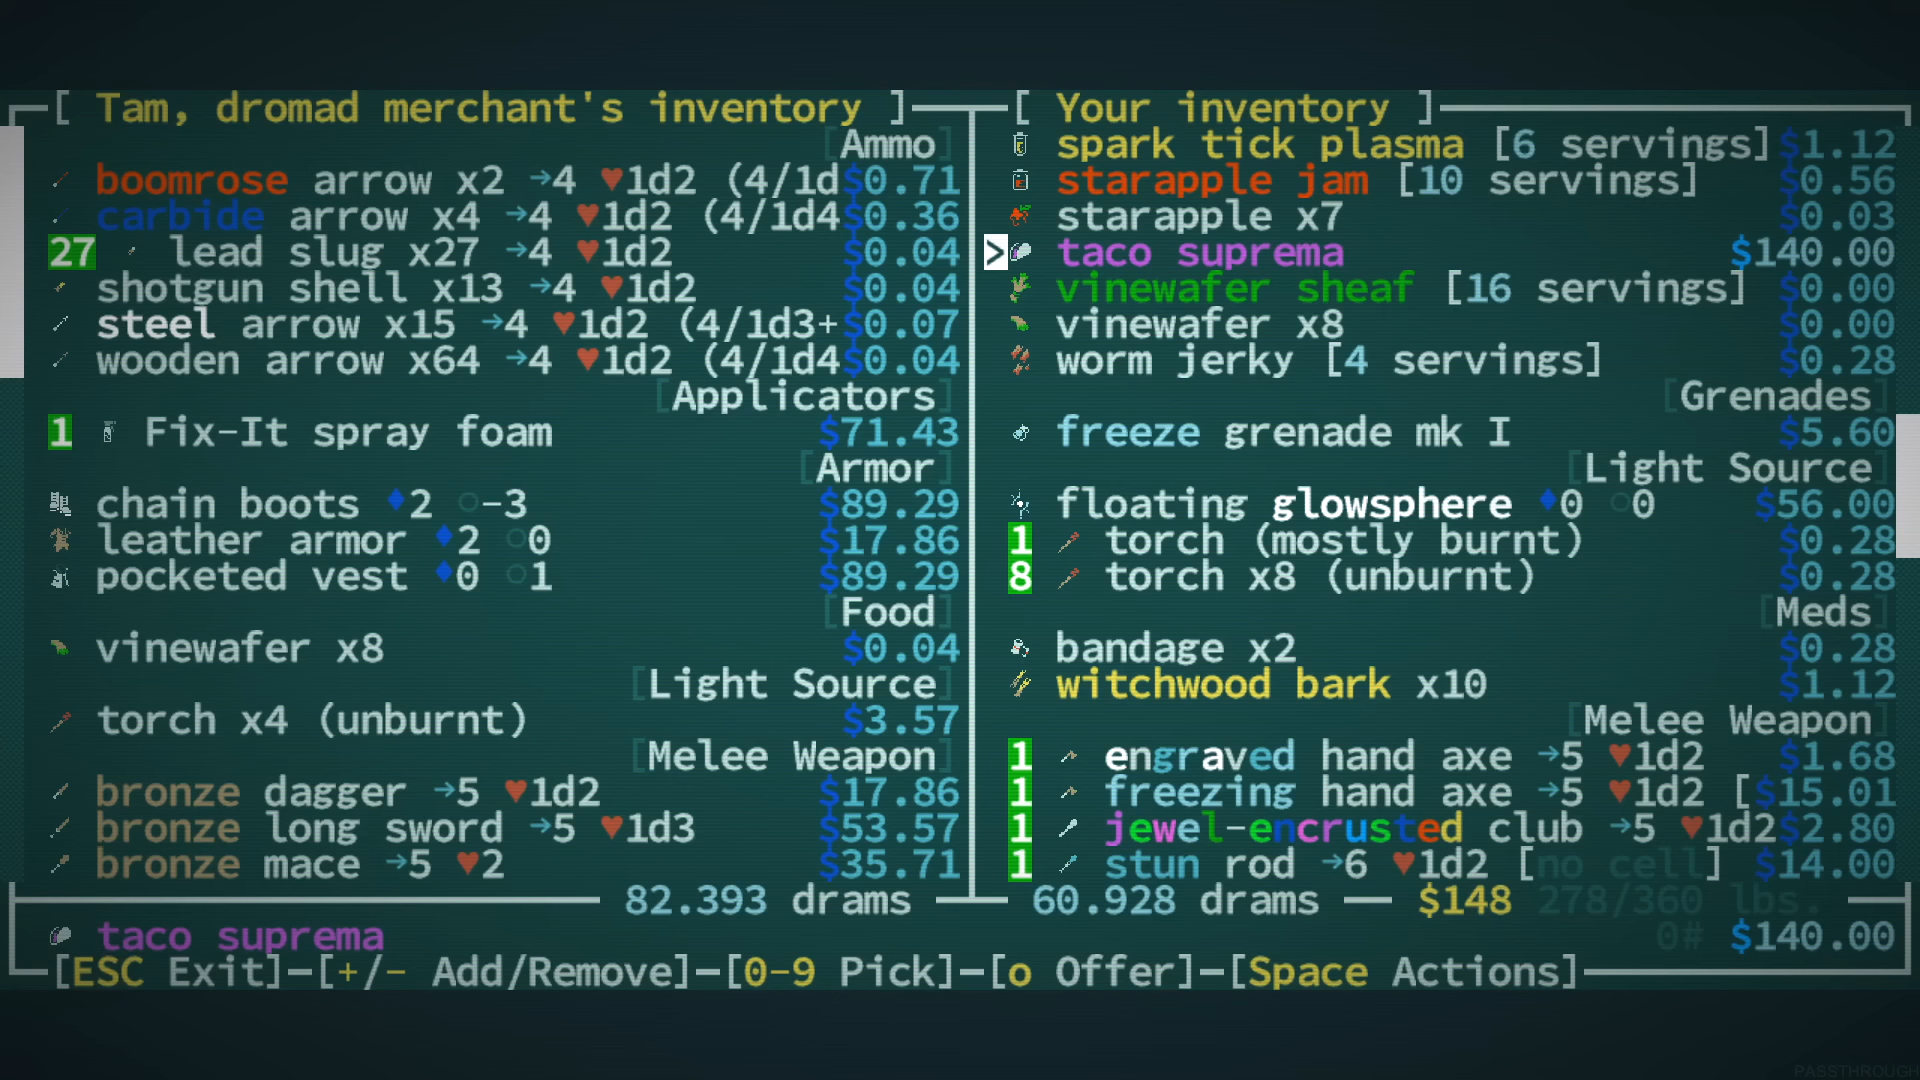 [ Tam, dromad merchant's inventory ]
[Ammo]
boomrose arrow x2 →4 ♥1d2 (4/1d $0.71
carbide arrow x4 →4 ♥1d2 (4/1d4 $0.36
27 lead slug x27 →4 ♥1d2 $0.04
shotgun shell x13 →4 ♥1d2 $0.04
steel arrow x15 →4 ♥1d2 (4/1d3+ $0.07
wooden arrow x64 →4 ♥1d2 (4/1d4 $0.04
[Applicators]
1 Fix-It spray foam $71.43
[Armor]
chain boots ♦2 ○-3 $89.29
leather armor ♦2 ○0 $17.86
pocketed vest ♦0 ○1 $89.29
[Food]
vinewafer x8 $0.04
[Light Source]
torch x4 (unburnt) $3.57
[Melee Weapon]
bronze dagger →5 ♥1d2 $17.86
bronze long sword →5 ♥1d3 $53.57
bronze mace →5 ♥2 $35.71
82.393 drams
[ Your inventory ]
spark tick plasma [6 servings] $1.12
starapple jam [10 servings] $0.56
starapple x7 $0.03
> taco suprema $140.00
vinewafer sheaf [16 servings] $0.00
vinewafer x8 $0.00
worm jerky [4 servings] $0.28
[Grenades]
freeze grenade mk I $5.60
[Light Source]
floating glowsphere ♦0 ○0 $56.00
1 torch (mostly burnt) $0.28
8 torch x8 (unburnt) $0.28
[Meds]
bandage x2 $0.28
witchwood bark x10 $1.12
[Melee Weapon]
1 engraved hand axe →5 ♥1d2 $1.68
1 freezing hand axe →5 ♥1d2 [ $15.01
1 jewel-encrusted club →5 ♥1d2 $2.80
1 stun rod →6 ♥1d2 [no cell] $14.00
60.928 drams $148 278/360 lbs.
taco suprema 0# $140.00
[ESC Exit] [+/- Add/Remove] [0-9 Pick] [o Offer] [Space Actions]
PASSTHROUGH